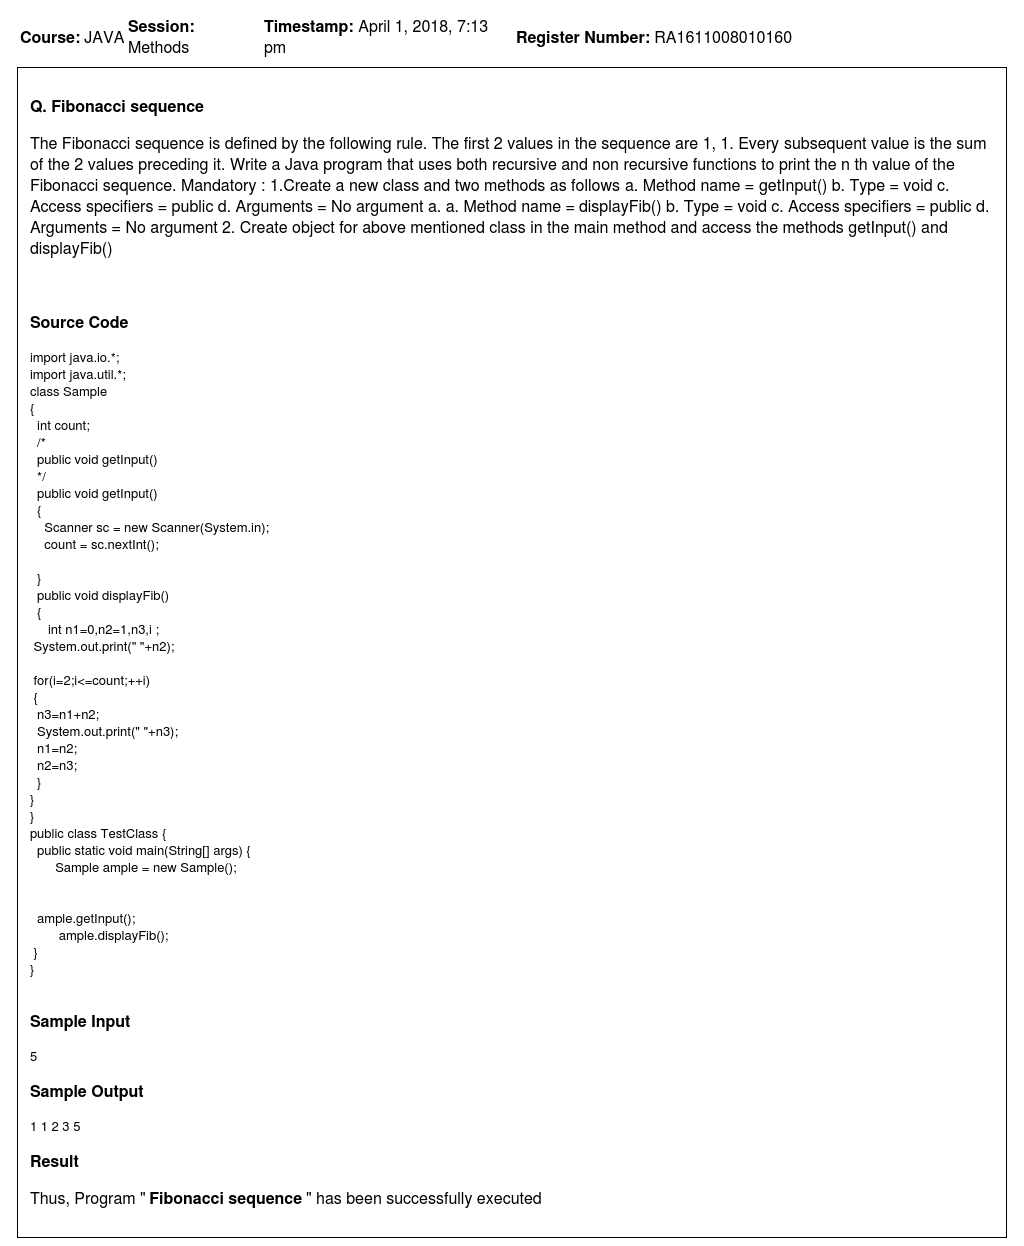 Course: JAVA Session: Methods Timestamp: April 1, 2018, 7:13 pm Register Number: RA1611008010160
Q. Fibonacci sequence
The Fibonacci sequence is defined by the following rule. The first 2 values in the sequence are 1, 1. Every subsequent value is the sum
of the 2 values preceding it. Write a Java program that uses both recursive and non recursive functions to print the n th value of the
Fibonacci sequence. Mandatory : 1.Create a new class and two methods as follows a. Method name = getInput() b. Type = void c.
Access specifiers = public d. Arguments = No argument a. a. Method name = displayFib() b. Type = void c. Access specifiers = public d.
Arguments = No argument 2. Create object for above mentioned class in the main method and access the methods getInput() and
displayFib()
Source Code
import java.io.*;
import java.util.*;
class Sample
{
int count;
/*
public void getInput()
*/
public void getInput()
{
Scanner sc = new Scanner(System.in);
count = sc.nextInt();
}
public void displayFib()
{
int n1=0,n2=1,n3,i ;
System.out.print(" "+n2);
for(i=2;i<=count;++i)
{
n3=n1+n2;
System.out.print(" "+n3);
n1=n2;
n2=n3;
}
}
}
public class TestClass {
public static void main(String[] args) {
Sample ample = new Sample();
ample.getInput();
ample.displayFib();
}
}
Sample Input
5
Sample Output
1 1 2 3 5
Result
Thus, Program " Fibonacci sequence " has been successfully executed